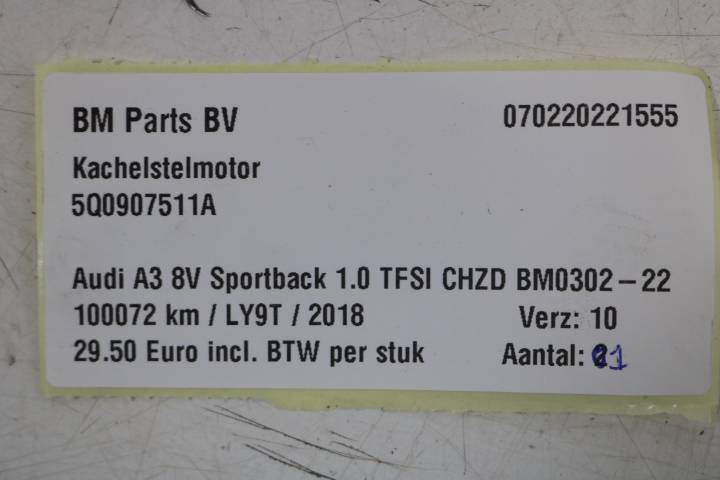 BM Parts BV 070220221555
Kachelstelmotor
5Q0907511A
Audi A3 8V Sportback 1.0 TFSI CHZD BM0302-22
100072 km / LY9T / 2018 Verz: 10
29.50 Euro incl. BTW per stuk Aantal: 1